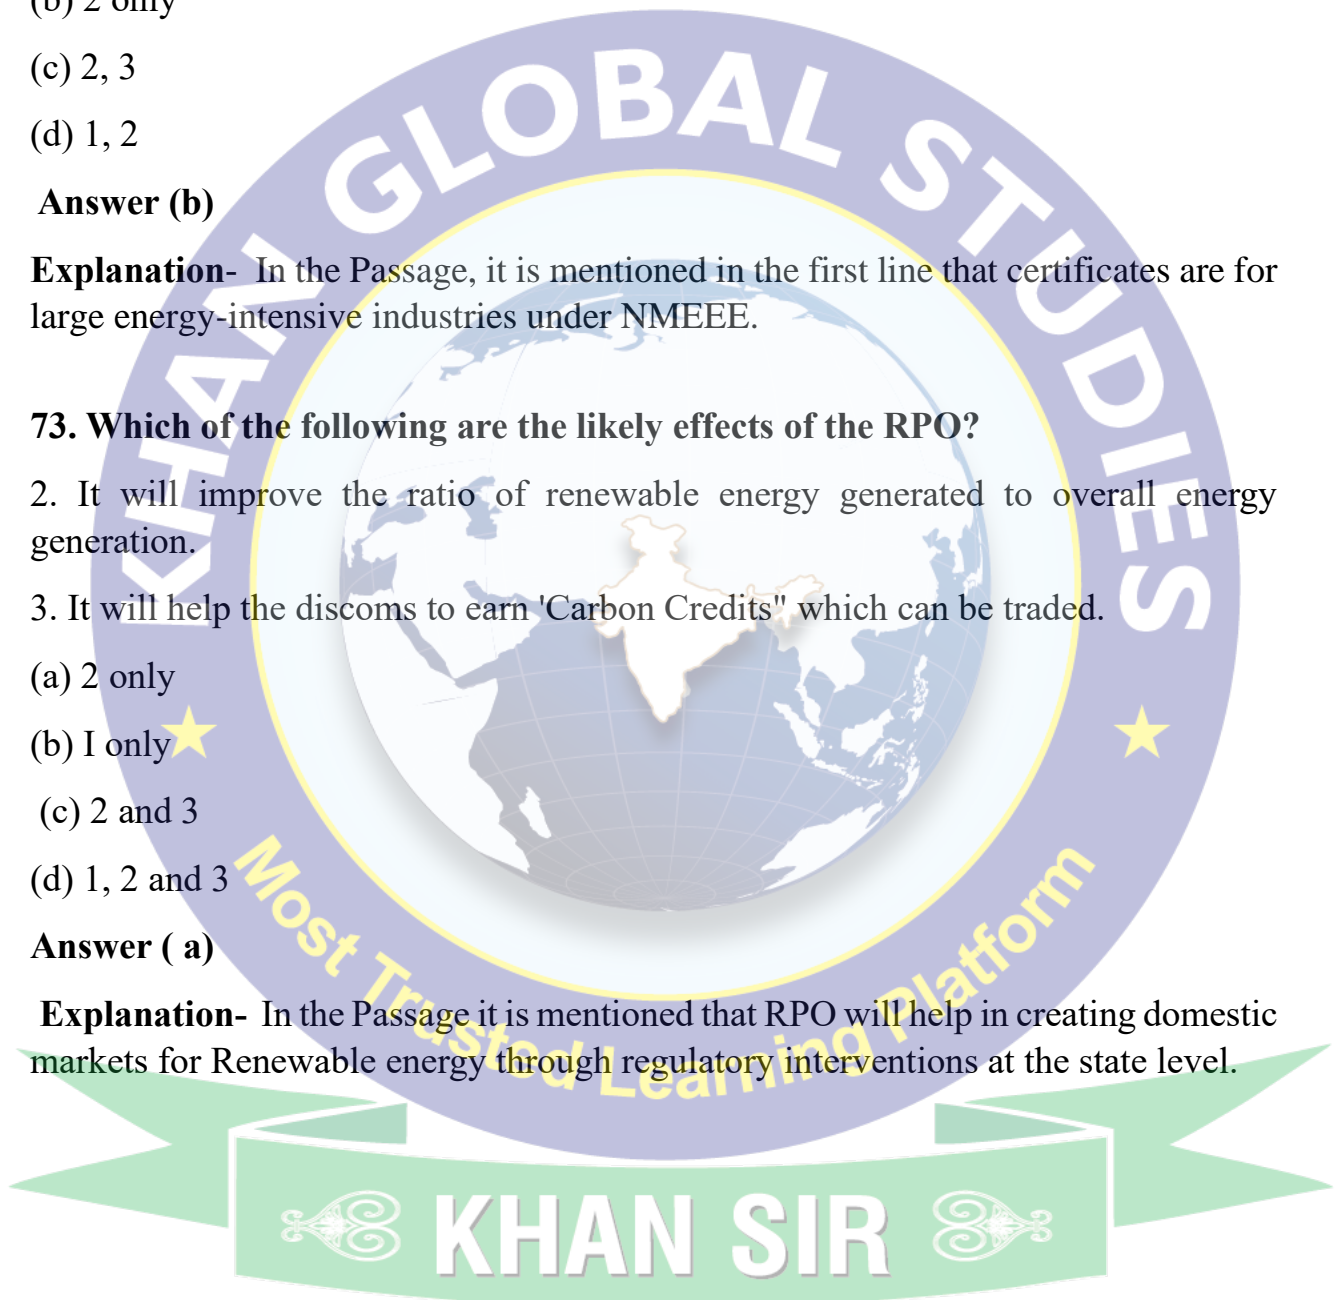 (b) 2 only
(c) 2, 3
(d) 1, 2
Answer (b)
Explanation- In the Passage, it is mentioned in the first line that certificates are for
large energy-intensive industries under NMEEE.
73. Which of the following are the likely effects of the RPO?
2. It will improve the ratio of renewable energy generated to overall energy
generation.
3. It will help the discoms to earn 'Carbon Credits" which can be traded.
(a) 2 only
(b) I only
(c) 2 and 3
(d) 1, 2 and 3
Answer ( a)
Explanation- In the Passage it is mentioned that RPO will help in creating domestic
markets for Renewable energy through regulatory interventions at the state level.
KHAN GLOBAL STUDIES
Most Trusted Learning Platform
KHAN SIR